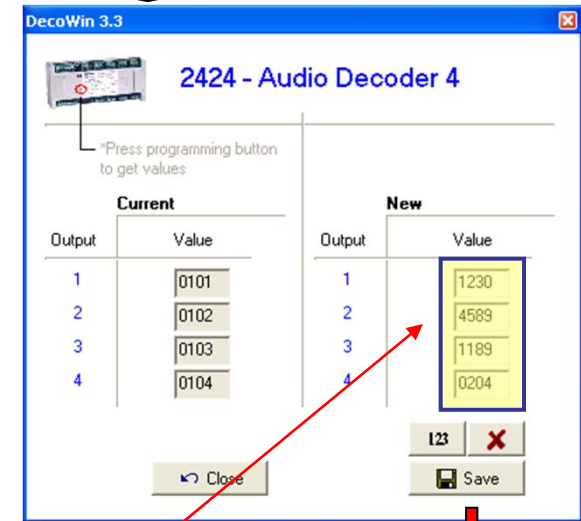 DecoWin 3.3
2424 - Audio Decoder 4
*Press programming button
to get values
Current
New
Output Value Output Value
1 0101 1 1230
2 0102 2 4589
3 0103 3 1189
4 0104 4 0204
123
Close Save